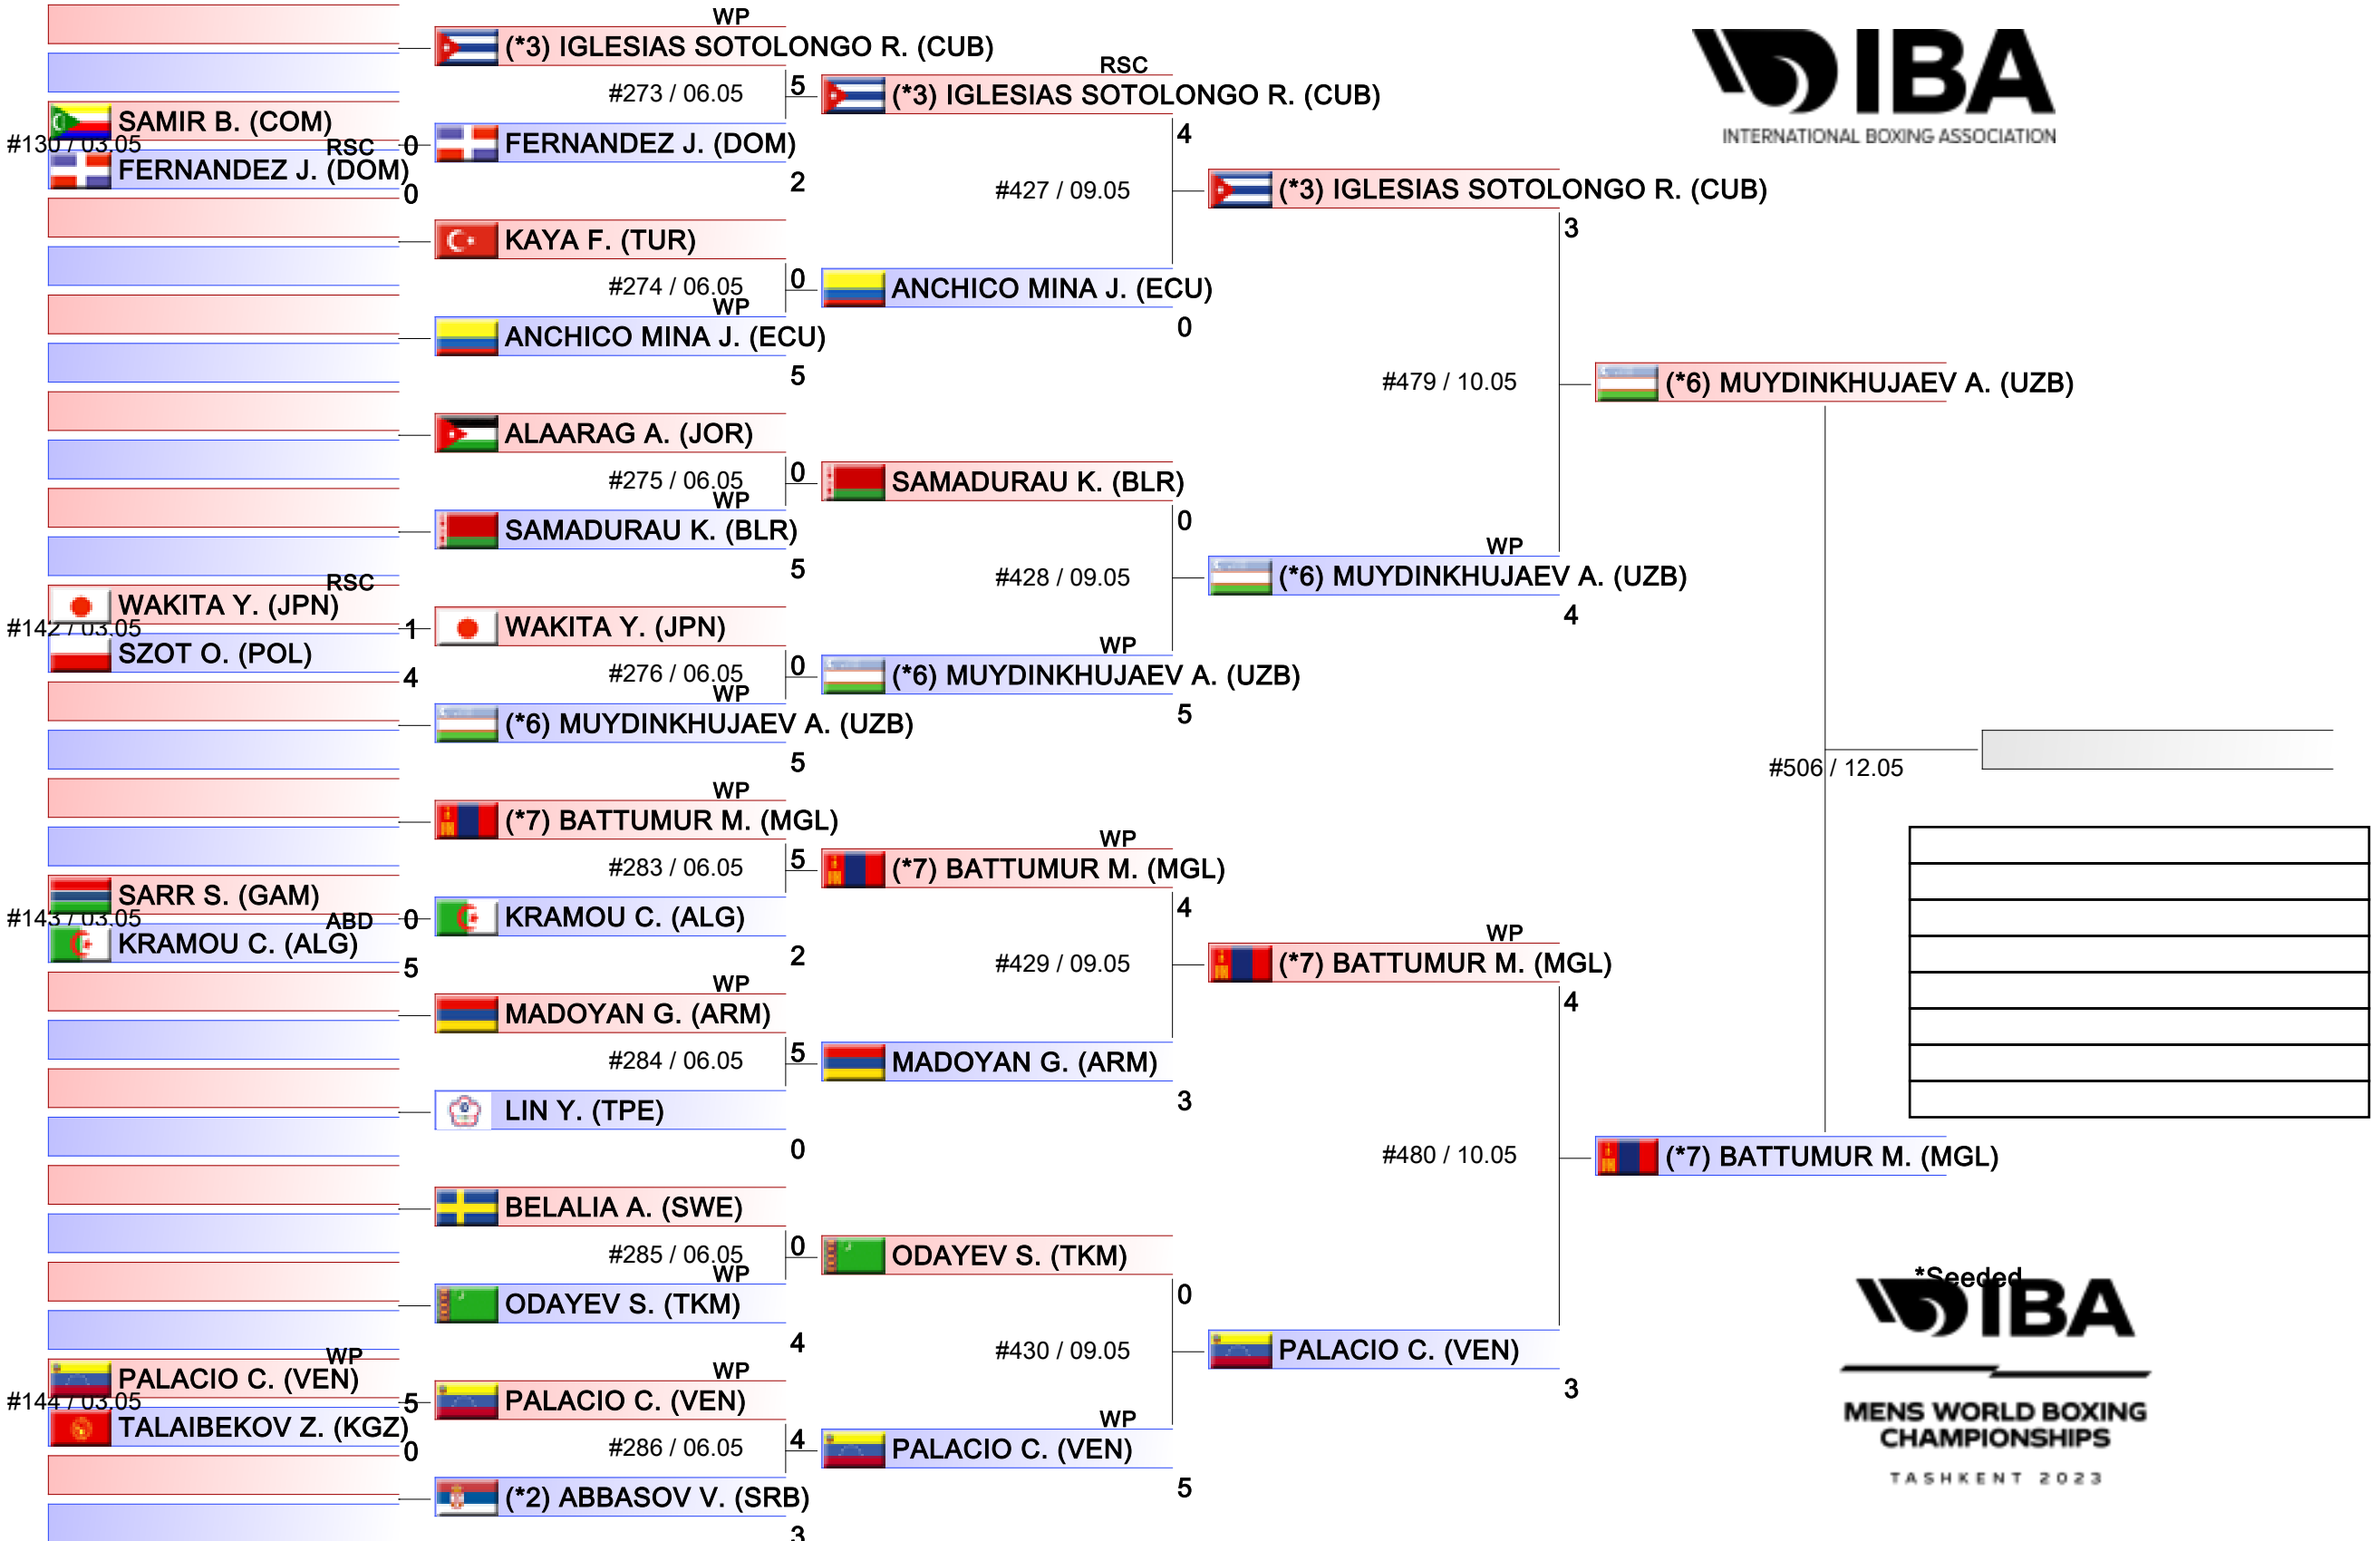 WP
(*3) IGLESIAS SOTOLONGO R. (CUB)
#273 / 06.05
5
SAMIR B. (COM)
#130 / 03.05
RSC
0
FERNANDEZ J. (DOM)
0
FERNANDEZ J. (DOM)
2
KAYA F. (TUR)
#274 / 06.05
0
WP
ANCHICO MINA J. (ECU)
5
ALAARAG A. (JOR)
#275 / 06.05
0
WP
SAMADURAU K. (BLR)
5
RSC
WAKITA Y. (JPN)
#142 / 03.05
1
SZOT O. (POL)
4
WAKITA Y. (JPN)
#276 / 06.05
0
WP
(*6) MUYDINKHUJAEV A. (UZB)
5
WP
(*7) BATTUMUR M. (MGL)
#283 / 06.05
5
SARR S. (GAM)
#143 / 03.05
ABD
0
KRAMOU C. (ALG)
5
KRAMOU C. (ALG)
2
WP
MADOYAN G. (ARM)
#284 / 06.05
5
LIN Y. (TPE)
0
BELALIA A. (SWE)
#285 / 06.05
0
WP
ODAYEV S. (TKM)
4
WP
PALACIO C. (VEN)
#144 / 03.05
5
TALAIBEKOV Z. (KGZ)
0
WP
PALACIO C. (VEN)
#286 / 06.05
4
(*2) ABBASOV V. (SRB)
3
RSC
(*3) IGLESIAS SOTOLONGO R. (CUB)
4
#427 / 09.05
ANCHICO MINA J. (ECU)
0
SAMADURAU K. (BLR)
0
#428 / 09.05
WP
(*6) MUYDINKHUJAEV A. (UZB)
5
WP
(*7) BATTUMUR M. (MGL)
4
#429 / 09.05
MADOYAN G. (ARM)
3
ODAYEV S. (TKM)
0
#430 / 09.05
WP
PALACIO C. (VEN)
5
(*3) IGLESIAS SOTOLONGO R. (CUB)
3
#479 / 10.05
WP
(*6) MUYDINKHUJAEV A. (UZB)
4
WP
(*7) BATTUMUR M. (MGL)
4
#480 / 10.05
PALACIO C. (VEN)
3
(*6) MUYDINKHUJAEV A. (UZB)
#506 / 12.05
(*7) BATTUMUR M. (MGL)
IBA
INTERNATIONAL BOXING ASSOCIATION
*Seeded
IBA
MENS WORLD BOXING
CHAMPIONSHIPS
TASHKENT 2023